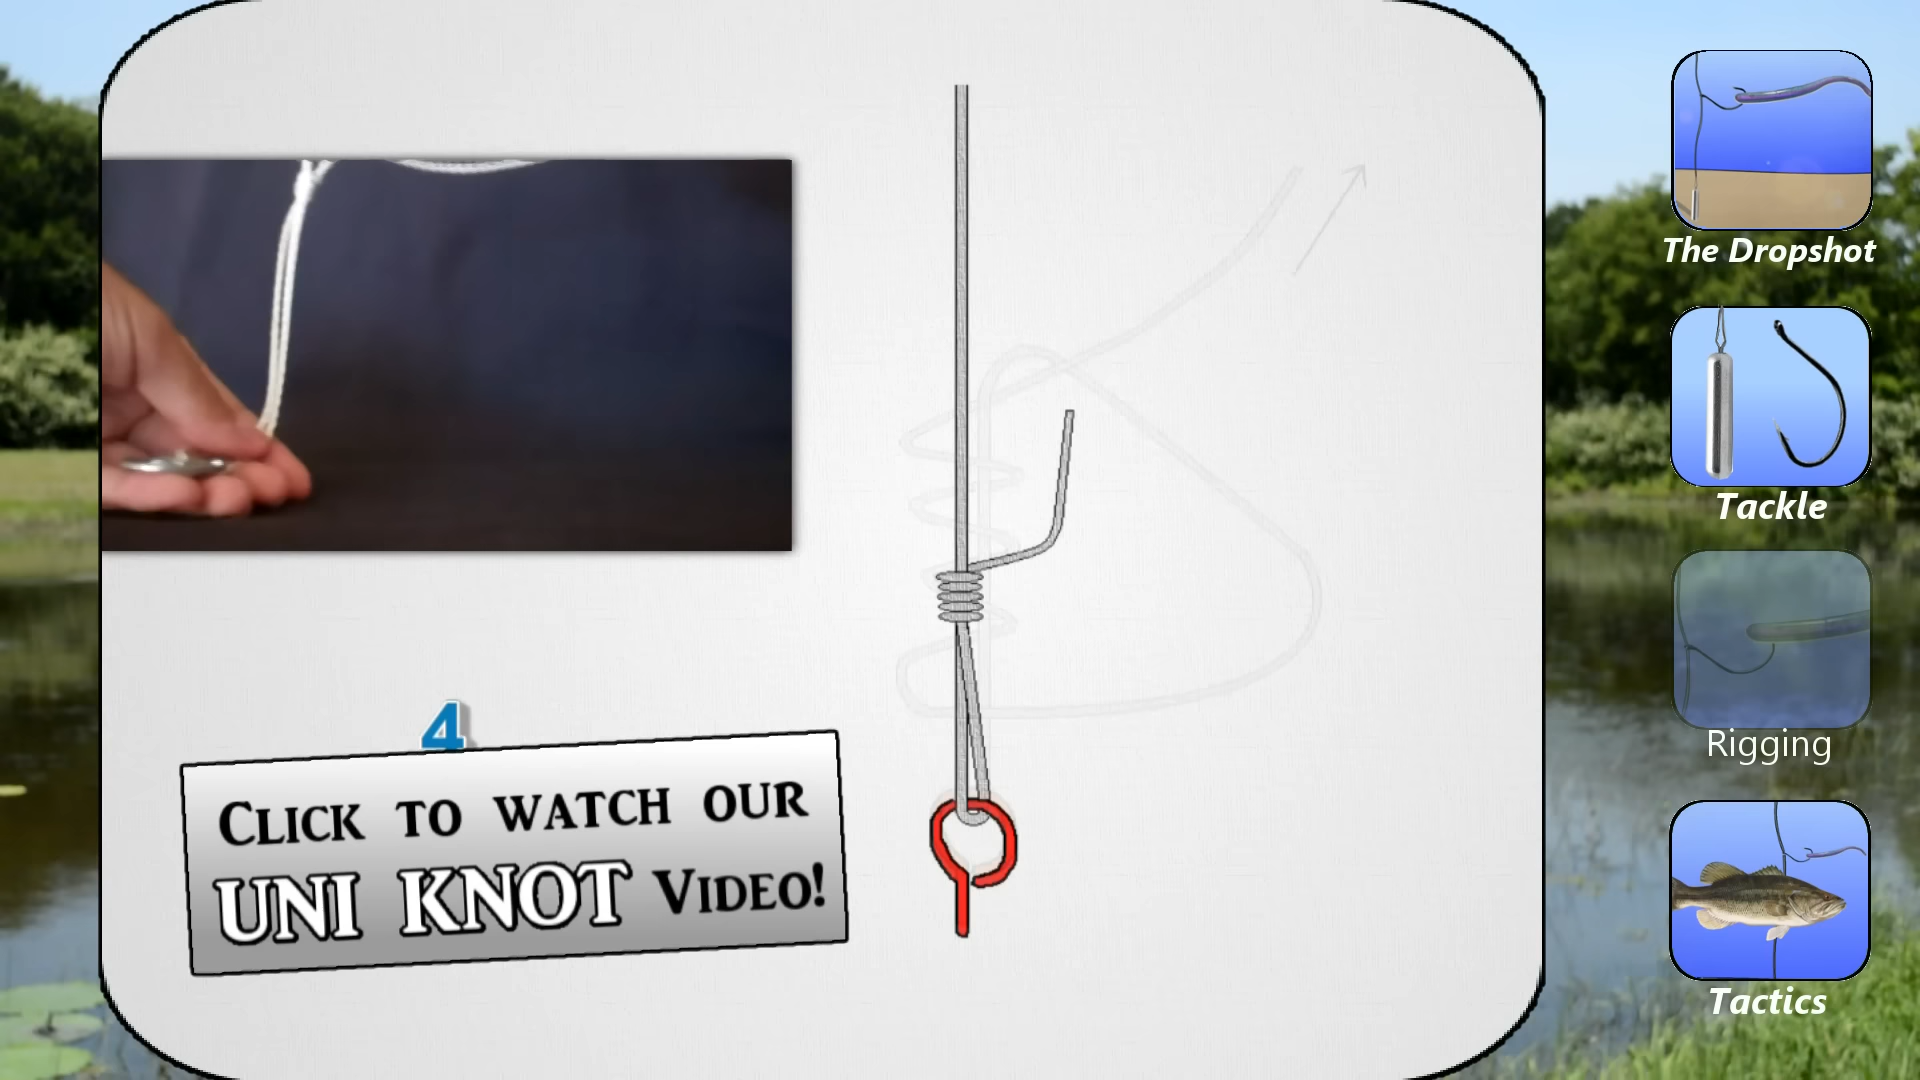 The Dropshot
Tackle
Rigging
4
Click to watch our
UNI KNOT Video!
Tactics